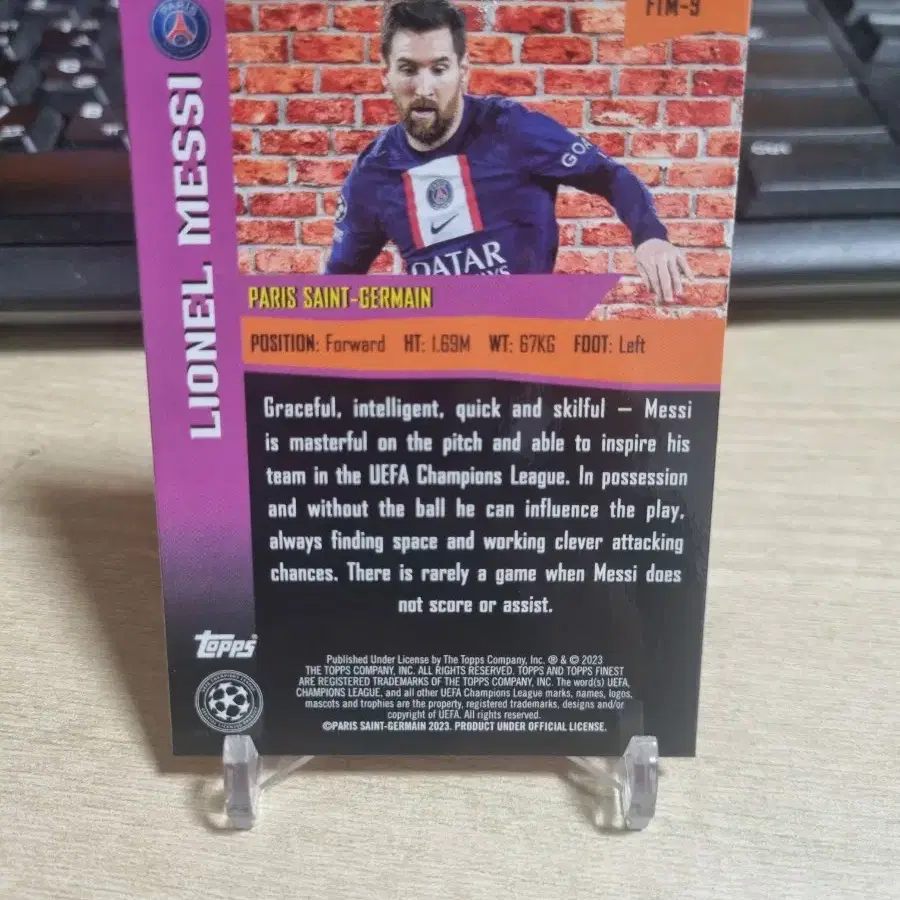 FTM-9
PARIS
LIONEL MESSI
QATAR
PARIS SAINT-GERMAIN
POSITION: Forward HT: 1.69M WT: 67KG FOOT: Left
Graceful, intelligent, quick and skilful – Messi
is masterful on the pitch and able to inspire his
team in the UEFA Champions League. In possession
and without the ball he can influence the play,
always finding space and working clever attacking
chances. There is rarely a game when Messi does
not score or assist.
topps
Published Under License by The Topps Company, Inc. ® & © 2023
THE TOPPS COMPANY, INC. ALL RIGHTS RESERVED. TOPPS AND TOPPS FINEST
ARE REGISTERED TRADEMARKS OF THE TOPPS COMPANY, INC. The word(s) UEFA,
CHAMPIONS LEAGUE, and all other UEFA Champions League marks, names, logos,
mascots and trophies are the property, registered trademarks, designs and/or
copyright of UEFA. All rights reserved.
©PARIS SAINT-GERMAIN 2023. PRODUCT UNDER OFFICIAL LICENSE.